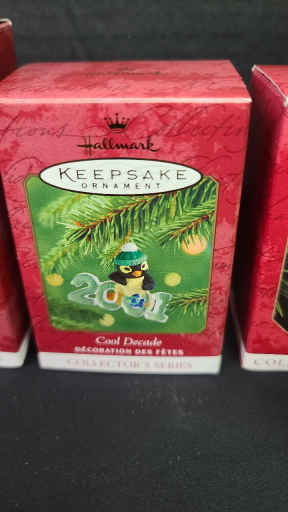 Hallmark
KEEPSAKE
ORNAMENT
2001
Cool Decade
DÉCORATION DES FÊTES
COLLECTOR'S SERIES